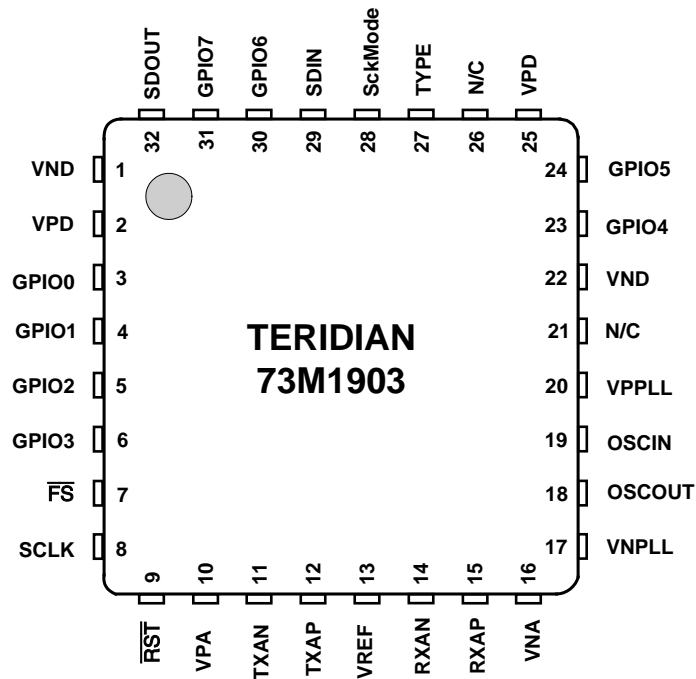 SDOUT
GPIO7
GPIO6
SDIN
SckMode
TYPE
N/C
VPD
32
31
30
29
28
27
26
25
VND 1
VPD 2
GPIO0 3
GPIO1 4
GPIO2 5
GPIO3 6
F̅S̅ 7
SCLK 8
TERIDIAN
73M1903
24 GPIO5
23 GPIO4
22 VND
21 N/C
20 VPPLL
19 OSCIN
18 OSCOUT
17 VNPLL
9
10
11
12
13
14
15
16
R̅S̅T̅
VPA
TXAN
TXAP
VREF
RXAN
RXAP
VNA